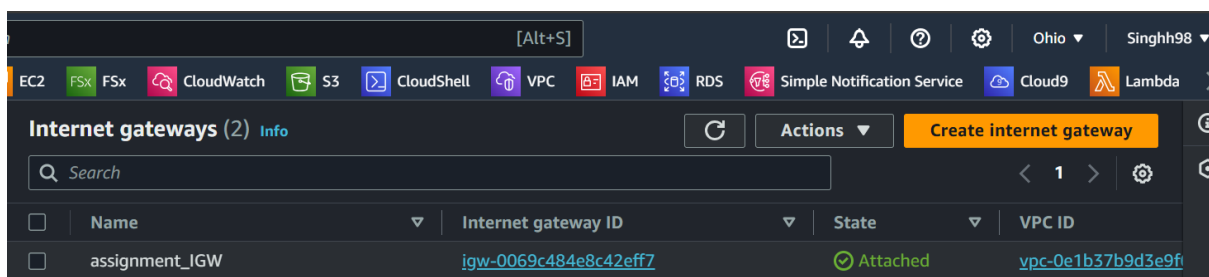 [Alt+S] Ohio Singhh98
EC2 FSx FSx CloudWatch S3 CloudShell VPC IAM RDS Simple Notification Service Cloud9 Lambda
Internet gateways (2) Info Actions Create internet gateway
Search 1
Name Internet gateway ID State VPC ID
assignment_IGW igw-0069c484e8c42eff7 Attached vpc-0e1b37b9d3e9f